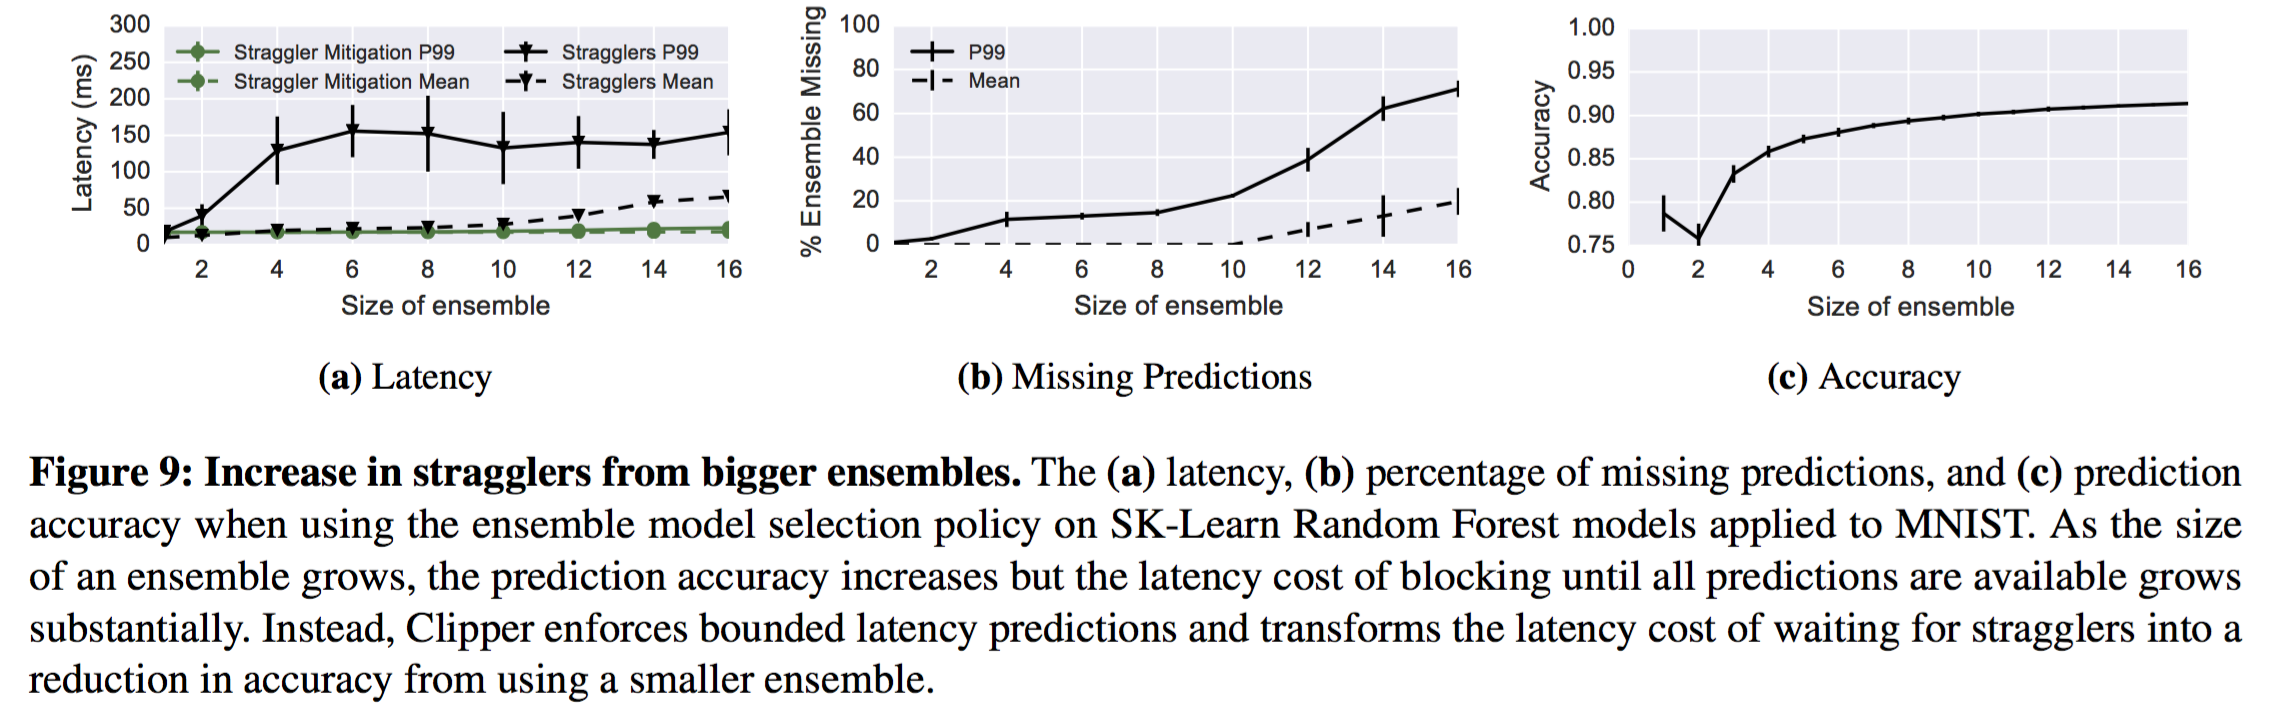 300
250
200
150
100
50
0
Latency (ms)
Straggler Mitigation P99
Straggler Mitigation Mean
Stragglers P99
Stragglers Mean
2 4 6 8 10 12 14 16
Size of ensemble
(a) Latency
100
80
60
40
20
0
% Ensemble Missing
P99
Mean
2 4 6 8 10 12 14 16
Size of ensemble
(b) Missing Predictions
1.00
0.95
0.90
0.85
0.80
0.75
Accuracy
0 2 4 6 8 10 12 14 16
Size of ensemble
(c) Accuracy
Figure 9: Increase in stragglers from bigger ensembles. The (a) latency, (b) percentage of missing predictions, and (c) prediction
accuracy when using the ensemble model selection policy on SK-Learn Random Forest models applied to MNIST. As the size
of an ensemble grows, the prediction accuracy increases but the latency cost of blocking until all predictions are available grows
substantially. Instead, Clipper enforces bounded latency predictions and transforms the latency cost of waiting for stragglers into a
reduction in accuracy from using a smaller ensemble.